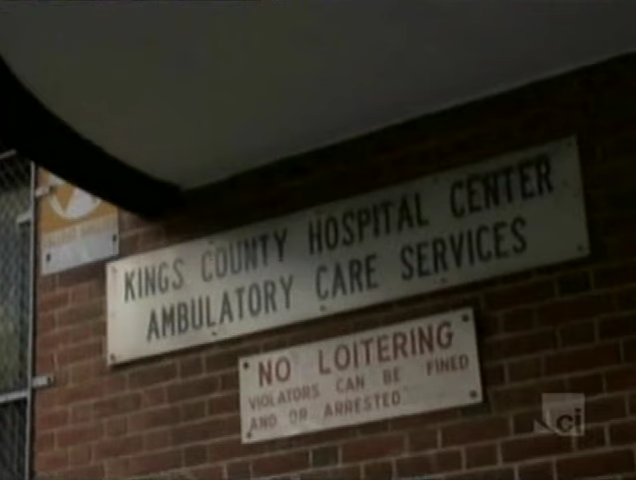 KINGS COUNTY HOSPITAL CENTER
AMBULATORY CARE SERVICES
NO LOITERING
VIOLATORS CAN BE FINED
AND OR ARRESTED
ci